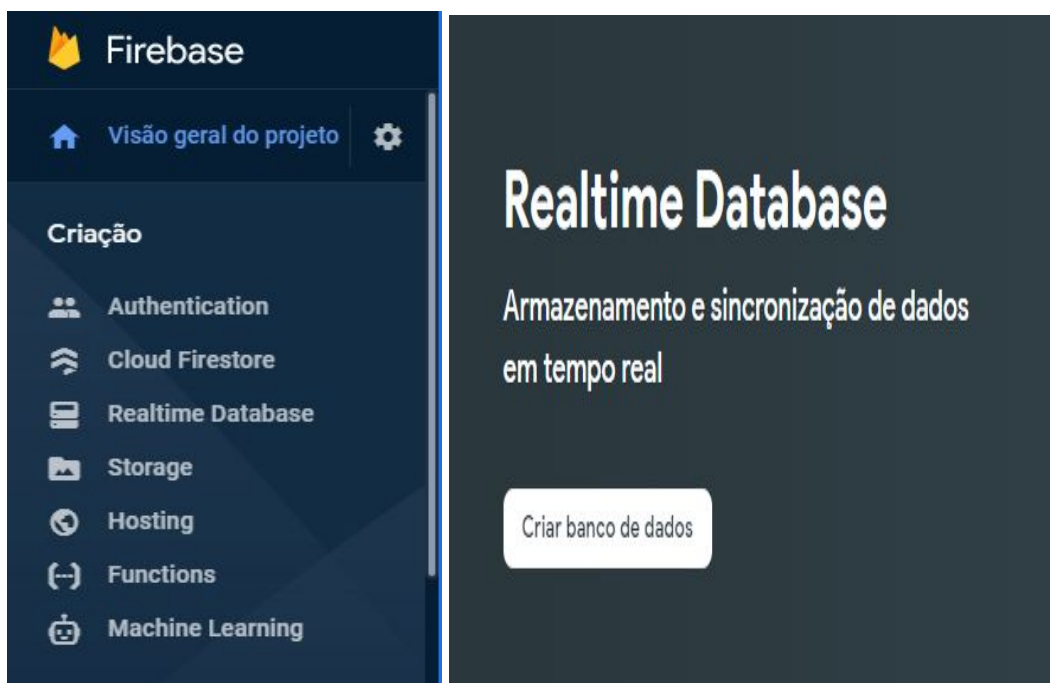 Firebase
Visão geral do projeto
Criação
Authentication
Cloud Firestore
Realtime Database
Storage
Hosting
Functions
Machine Learning
Realtime Database
Armazenamento e sincronização de dados
em tempo real
Criar banco de dados